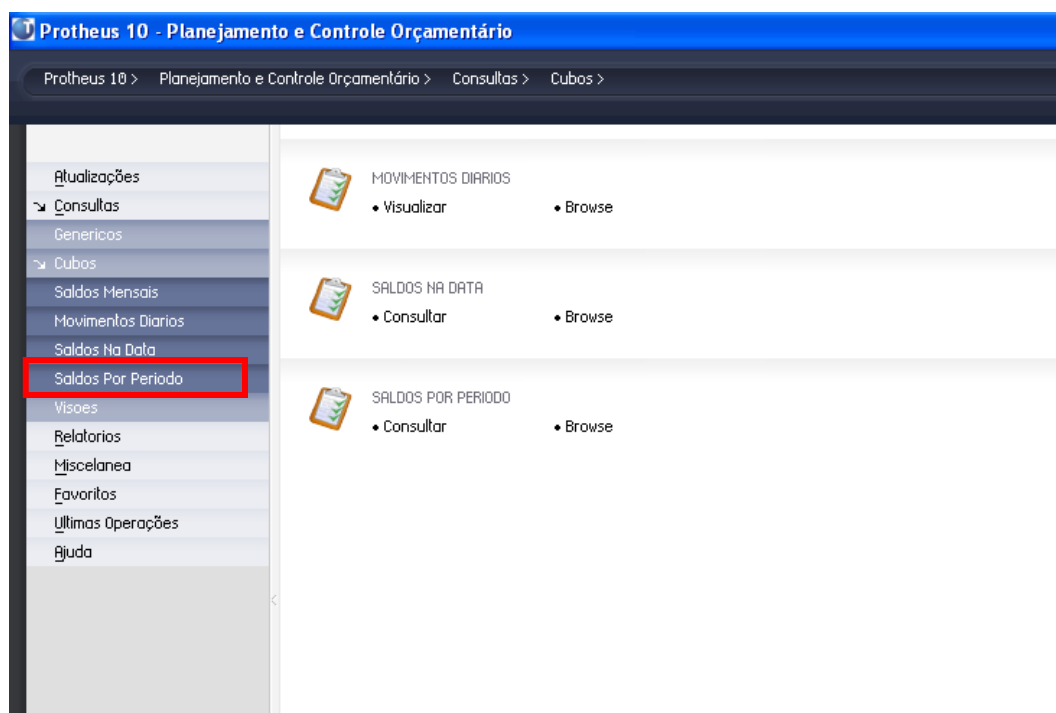 Protheus 10 - Planejamento e Controle Orçamentário
Protheus 10 > Planejamento e Controle Orçamentário > Consultas > Cubos >
Atualizações
Consultas
Genericos
Cubos
Saldos Mensais
Movimentos Diarios
Saldos Na Data
Saldos Por Periodo
Visoes
Relatorios
Miscelanea
Favoritos
Ultimas Operações
Ajuda
MOVIMENTOS DIARIOS
• Visualizar • Browse
SALDOS NA DATA
• Consultar • Browse
SALDOS POR PERIODO
• Consultar • Browse